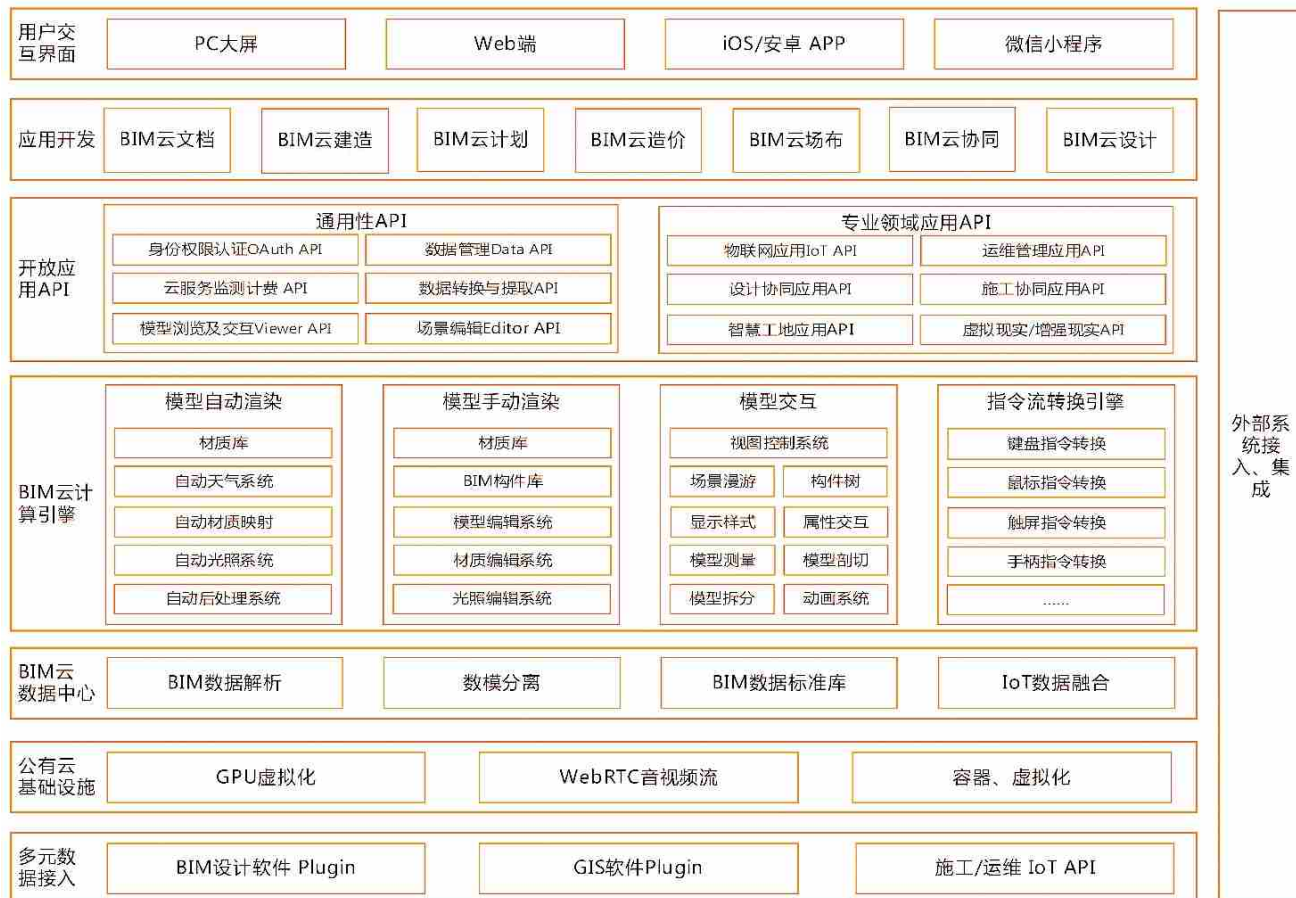 用户交
互界面
PC大屏
Web端
iOS/安卓 APP
微信小程序
应用开发
BIM云文档
BIM云建造
BIM云计划
BIM云造价
BIM云场布
BIM云协同
BIM云设计
开放应
用API
通用性API
身份权限认证OAuth API
数据管理Data API
云服务监测计费 API
数据转换与提取API
模型浏览及交互Viewer API
场景编辑Editor API
专业领域应用API
物联网应用IoT API
运维管理应用API
设计协同应用API
施工协同应用API
智慧工地应用API
虚拟现实/增强现实API
BIM云计
算引擎
模型自动渲染
材质库
自动天气系统
自动材质映射
自动光照系统
自动后处理系统
模型手动渲染
材质库
BIM构件库
模型编辑系统
材质编辑系统
光照编辑系统
模型交互
视图控制系统
场景漫游
构件树
显示样式
属性交互
模型测量
模型剖切
模型拆分
动画系统
指令流转换引擎
键盘指令转换
鼠标指令转换
触屏指令转换
手柄指令转换
......
BIM云
数据中心
BIM数据解析
数模分离
BIM数据标准库
IoT数据融合
公有云
基础设施
GPU虚拟化
WebRTC音视频流
容器、虚拟化
多元数
据接入
BIM设计软件 Plugin
GIS软件Plugin
施工/运维 IoT API
外部系
统接
入、集
成